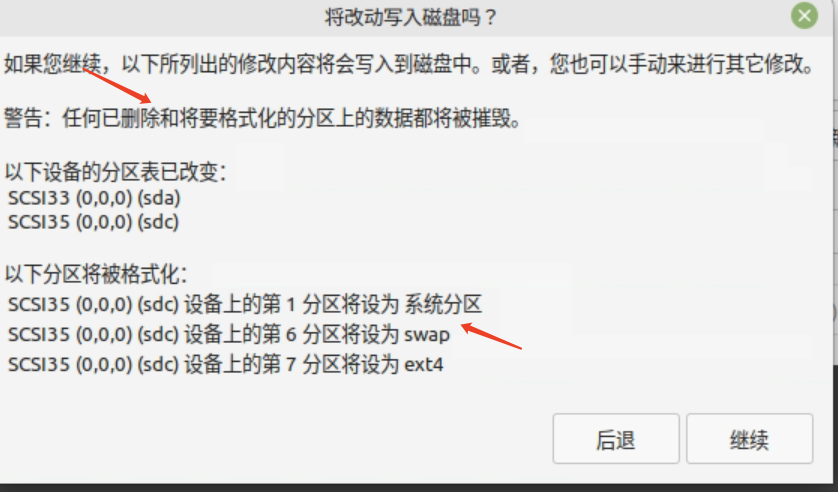 将改动写入磁盘吗？
如果您继续，以下所列出的修改内容将会写入到磁盘中。或者，您也可以手动来进行其它修改。
警告：任何已删除和将要格式化的分区上的数据都将被摧毁。
以下设备的分区表已改变：
SCSI33 (0,0,0) (sda)
SCSI35 (0,0,0) (sdc)
以下分区将被格式化：
SCSI35 (0,0,0) (sdc) 设备上的第 1 分区将设为 系统分区
SCSI35 (0,0,0) (sdc) 设备上的第 6 分区将设为 swap
SCSI35 (0,0,0) (sdc) 设备上的第 7 分区将设为 ext4
后退
继续